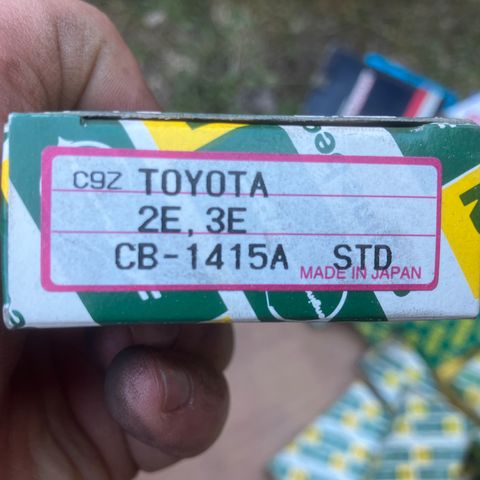 C9Z TOYOTA
2E, 3E
CB-1415A STD
MADE IN JAPAN